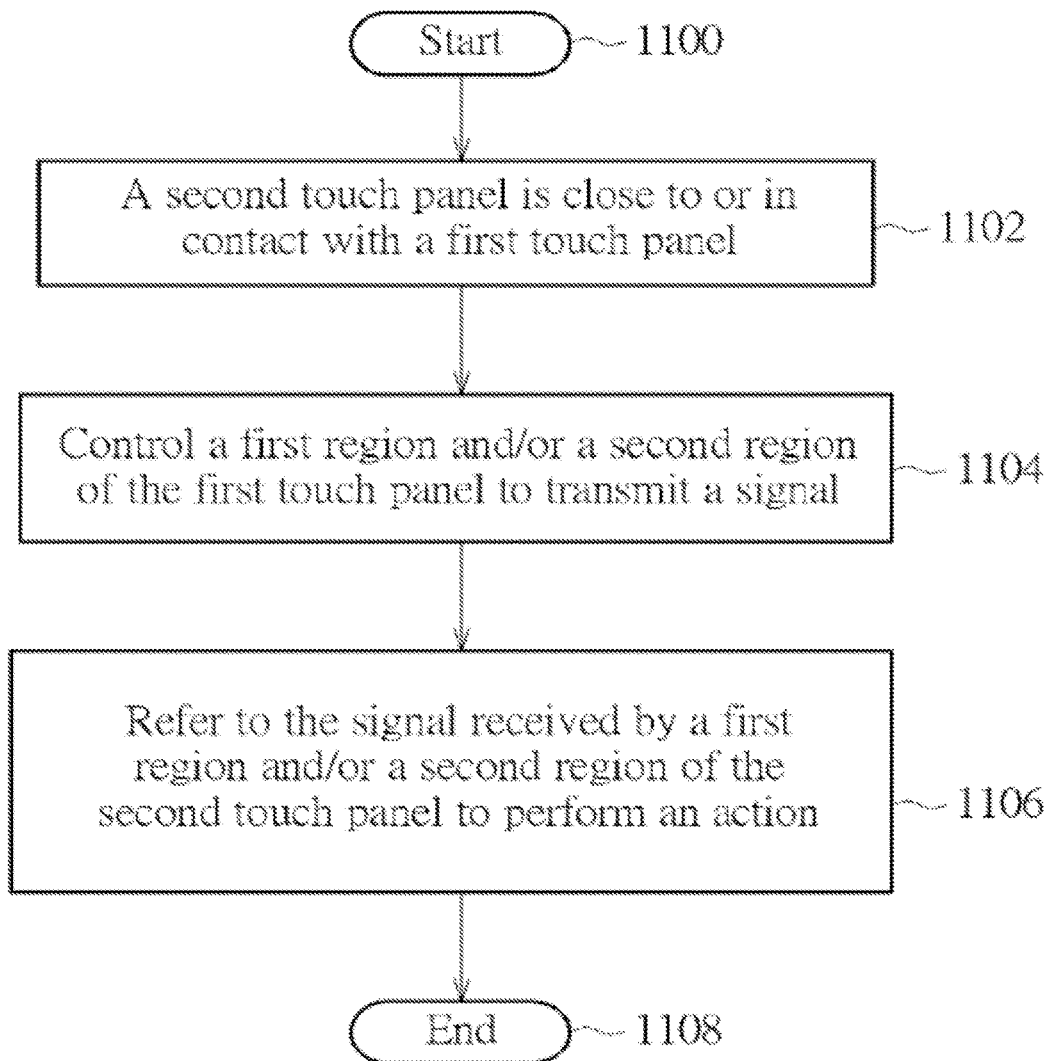 Start
1100
A second touch panel is close to or in
contact with a first touch panel
1102
Control a first region and/or a second region
of the first touch panel to transmit a signal
1104
Refer to the signal received by a first
region and/or a second region of the
second touch panel to perform an action
1106
End
1108